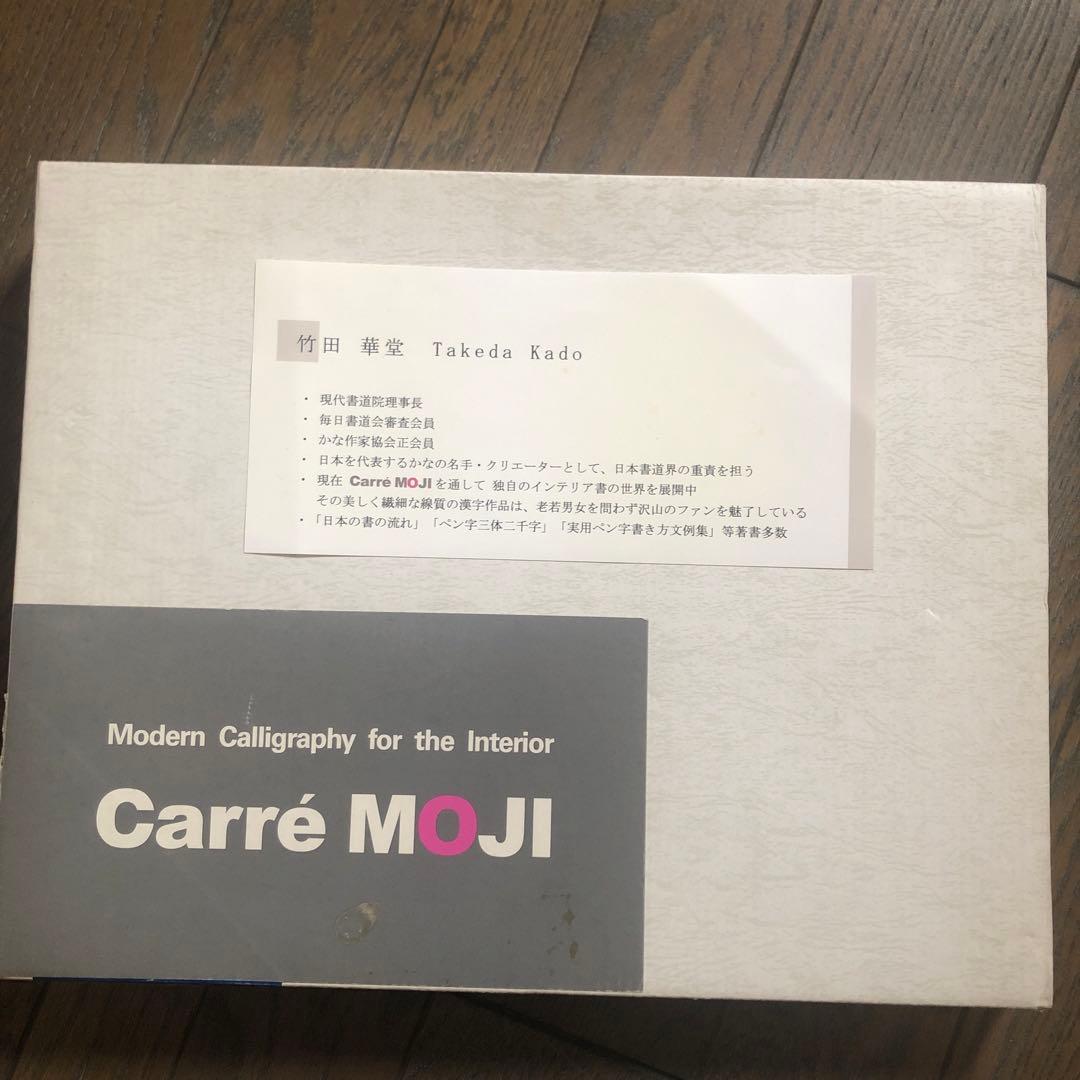 竹田 華堂 Takeda Kado
・現代書道院理事長
・毎日書道会審査会員
・かな作家協会正会員
・日本を代表するかなの名手・クリエーターとして、日本書道界の重責を担う
・現在 Carré MOJIを通して 独自のインテリア書の世界を展開中
その美しく繊細な線質の漢字作品は、老若男女を問わず沢山のファンを魅了している
・「日本の書の流れ」「ペン字三体二千字」「実用ペン字書き方文例集」等著書多数
Modern Calligraphy for the Interior
Carré MOJI